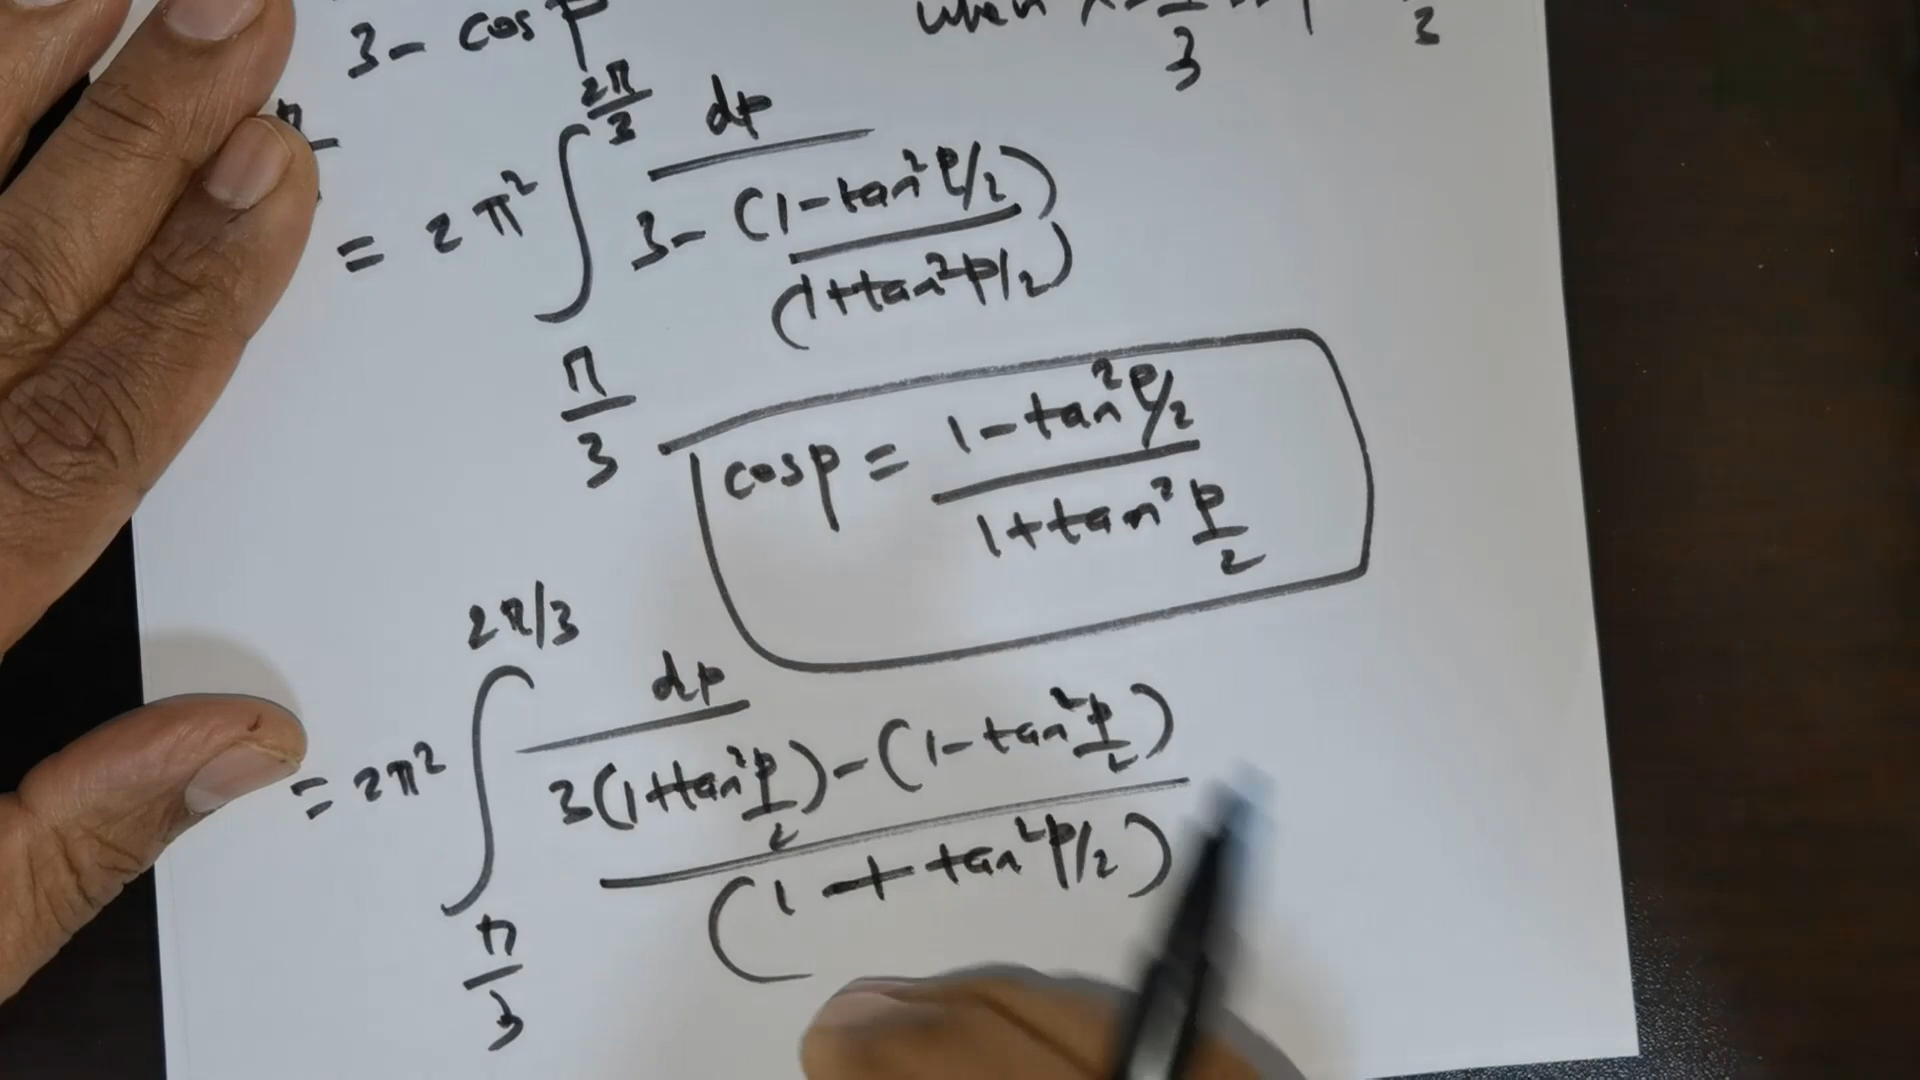 3 - cos p
when x = π/3
= 2π² ∫_{π/3}^{2π/3} dp / (3 - (1 - tan² p/2) / (1 + tan² p/2))
cos p = (1 - tan² p/2) / (1 + tan² p/2)
= 2π² ∫_{π/3}^{2π/3} dp / ((3(1 + tan² p/2) - (1 - tan² p/2)) / (1 + tan² p/2))